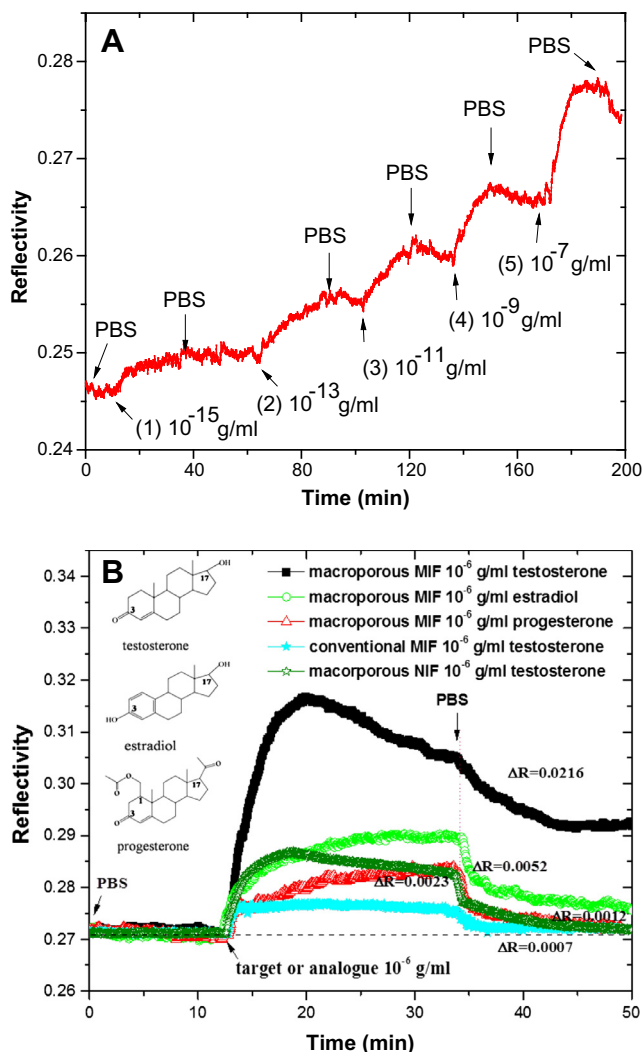 A
0.28
0.27
0.26
0.25
0.24
Reflectivity
PBS
PBS
PBS
PBS
PBS
PBS
(1) 10⁻¹⁵ g/ml
(2) 10⁻¹³ g/ml
(3) 10⁻¹¹ g/ml
(4) 10⁻⁹ g/ml
(5) 10⁻⁷ g/ml
0 40 80 120 160 200
Time (min)
B
0.34
0.33
0.32
0.31
0.30
0.29
0.28
0.27
0.26
Reflectivity
macroporous MIF 10⁻⁶ g/ml testosterone
macroporous MIF 10⁻⁶ g/ml estradiol
macroporous MIF 10⁻⁶ g/ml progesterone
conventional MIF 10⁻⁶ g/ml testosterone
macorporous NIF 10⁻⁶ g/ml testosterone
OH
17
3
O
testosterone
OH
17
3
HO
estradiol
O
O
O
1
17
3
O
progesterone
PBS
PBS
ΔR=0.0216
ΔR=0.0052
ΔR=0.0023
ΔR=0.0012
ΔR=0.0007
target or analogue 10⁻⁶ g/ml
0 10 20 30 40 50
Time (min)